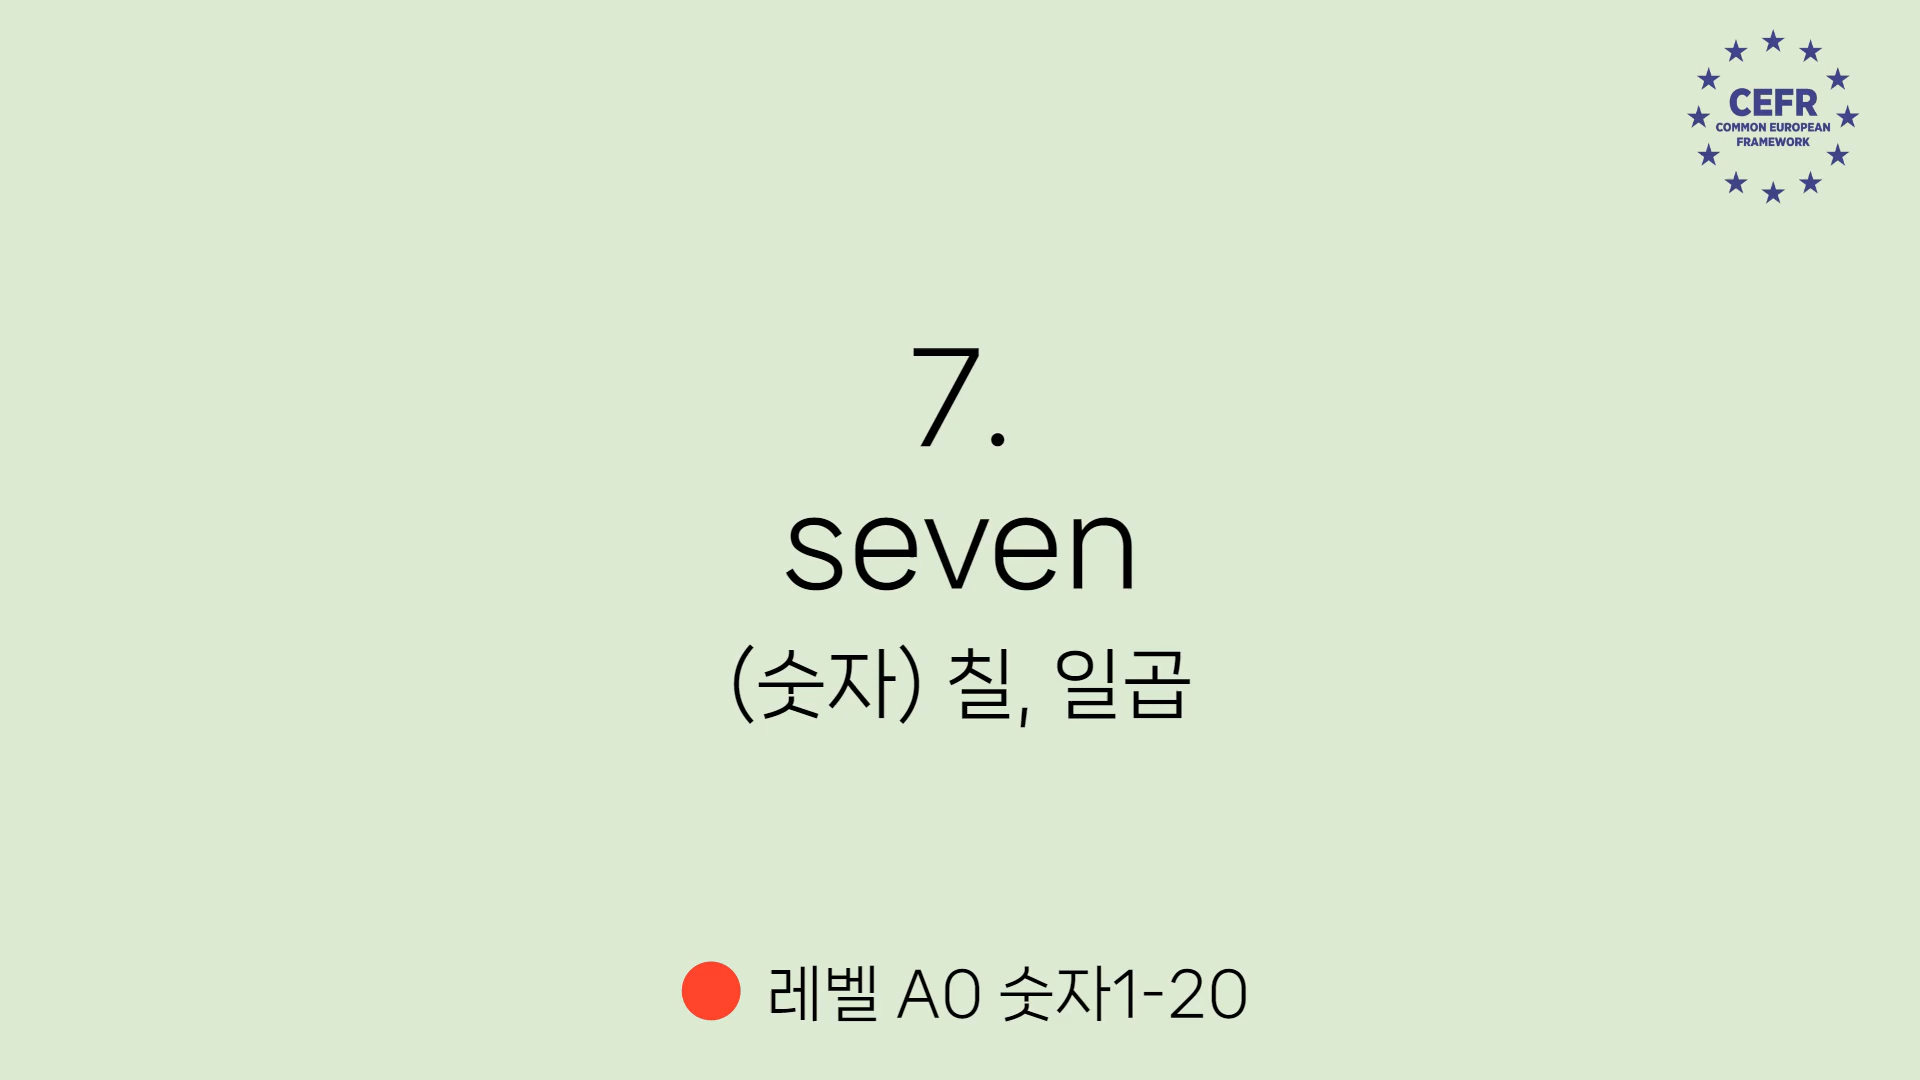 CEFR
COMMON EUROPEAN
FRAMEWORK
7.
seven
(숫자) 칠, 일곱
레벨 A0 숫자1-20